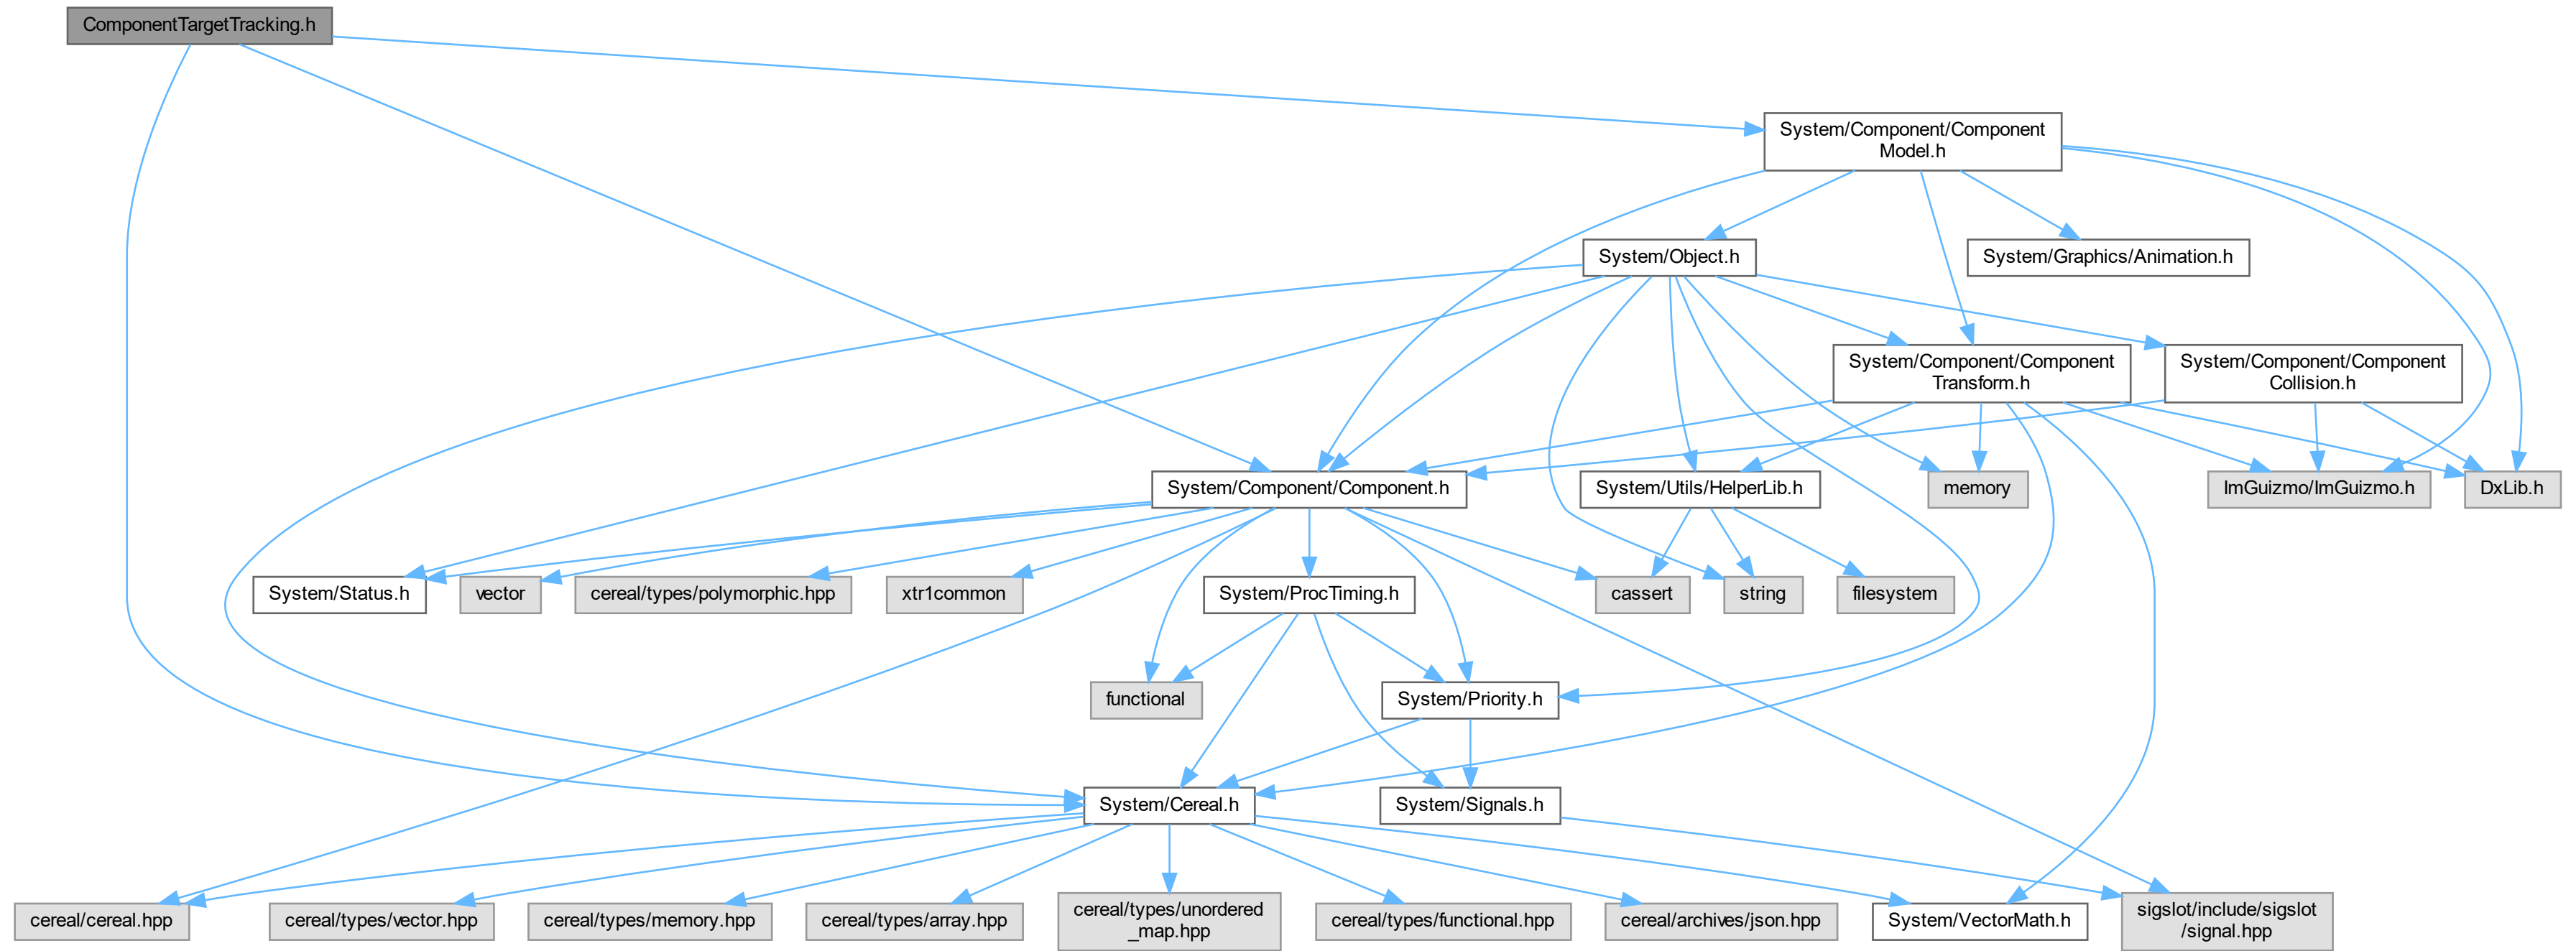 ComponentTargetTracking.h
System/Component/Component
Model.h
System/Object.h
System/Graphics/Animation.h
System/Component/Component
Transform.h
System/Component/Component
Collision.h
System/Component/Component.h
System/Utils/HelperLib.h
memory
ImGuizmo/ImGuizmo.h
DxLib.h
System/Status.h
vector
cereal/types/polymorphic.hpp
xtr1common
System/ProcTiming.h
cassert
string
filesystem
functional
System/Priority.h
System/Cereal.h
System/Signals.h
cereal/cereal.hpp
cereal/types/vector.hpp
cereal/types/memory.hpp
cereal/types/array.hpp
cereal/types/unordered
_map.hpp
cereal/types/functional.hpp
cereal/archives/json.hpp
System/VectorMath.h
sigslot/include/sigslot
/signal.hpp